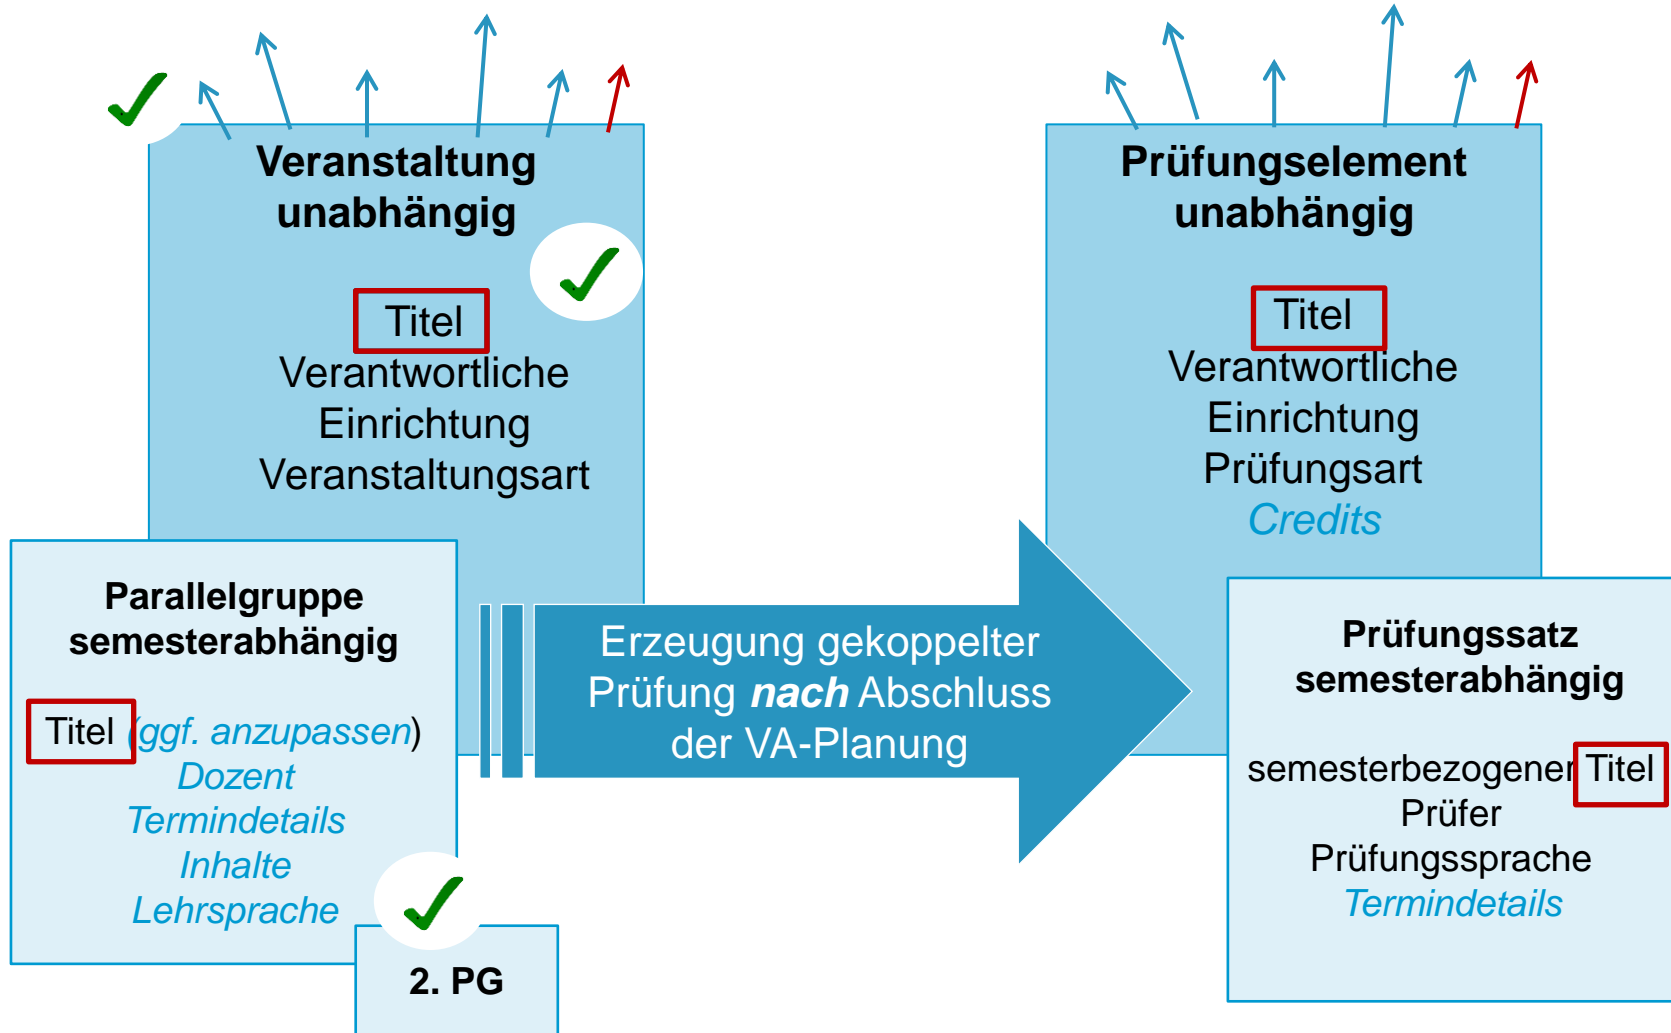 Veranstaltung
unabhängig
Titel
Verantwortliche
Einrichtung
Veranstaltungsart
Parallelgruppe
semesterabhängig
Titel (ggf. anzupassen)
Dozent
Termindetails
Inhalte
Lehrsprache
2. PG
Erzeugung gekoppelter
Prüfung nach Abschluss
der VA-Planung
Prüfungselement
unabhängig
Titel
Verantwortliche
Einrichtung
Prüfungsart
Credits
Prüfungssatz
semesterabhängig
semesterbezogener Titel
Prüfer
Prüfungssprache
Termindetails